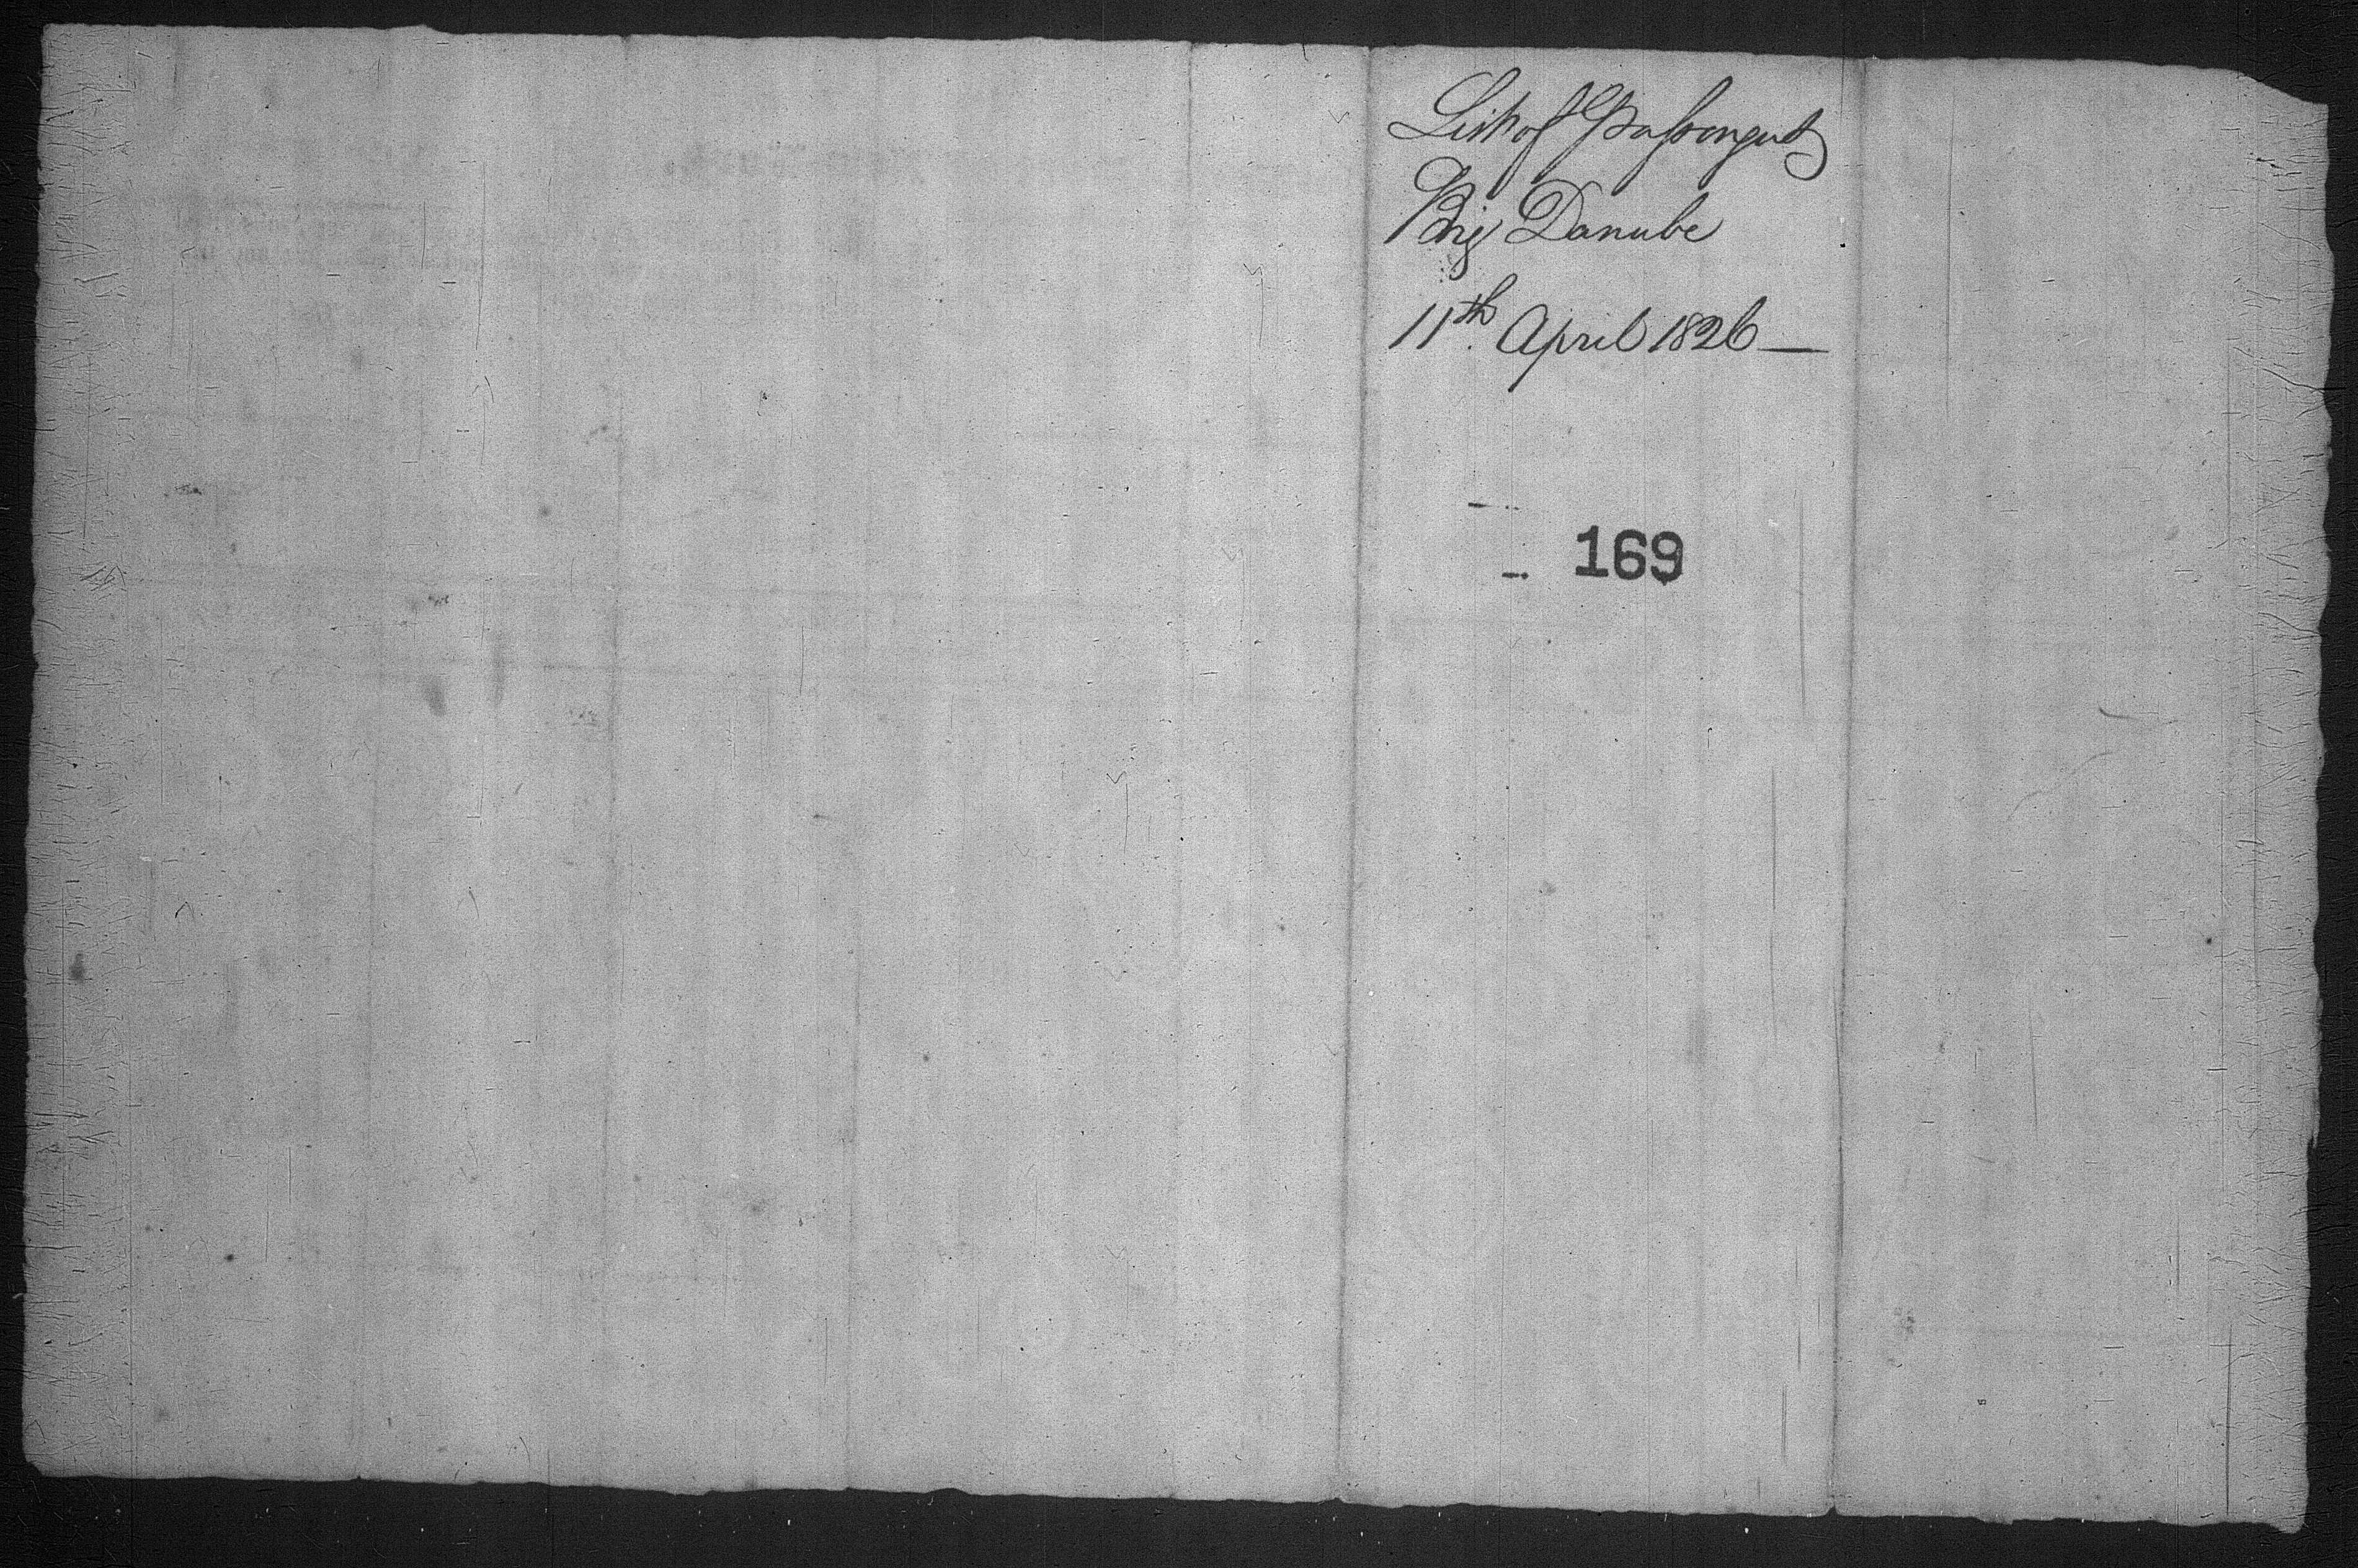 List of Passengers
Brig Danube
11th. April 1826 —
169